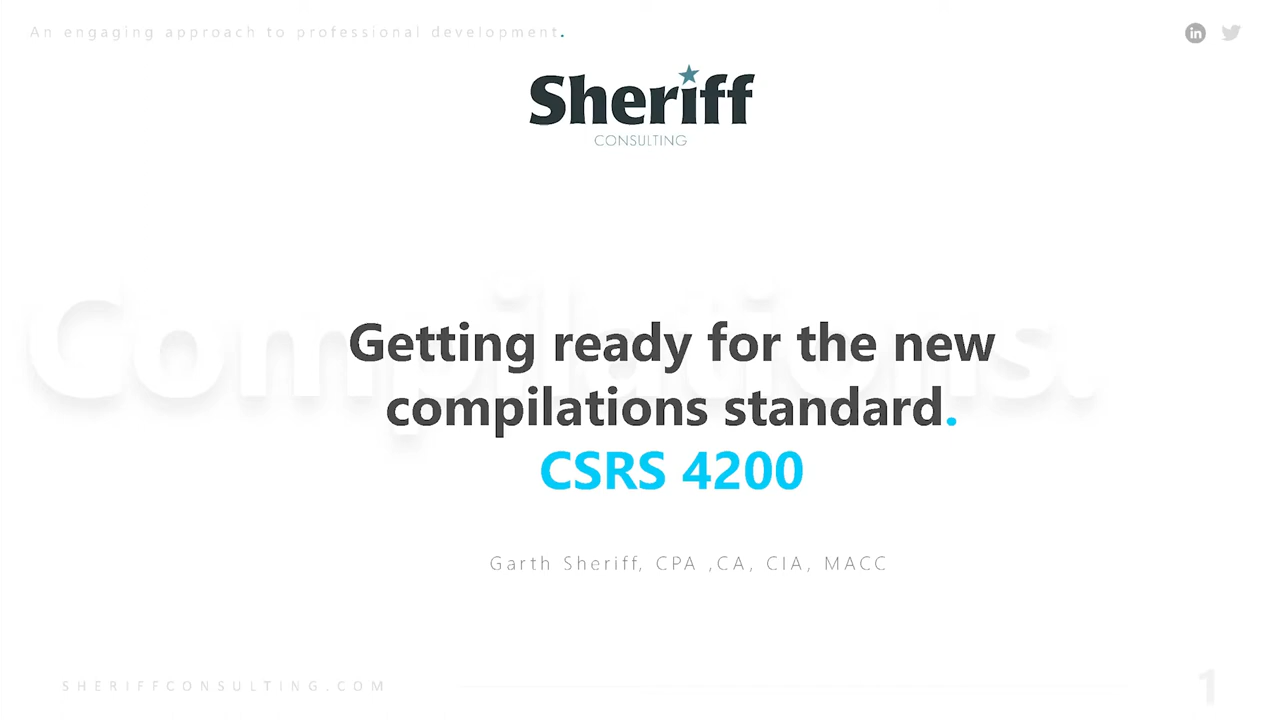 An engaging approach to professional development.
in
Sheriff
CONSULTING
Compilations.
Getting ready for the new
compilations standard.
CSRS 4200
Garth Sheriff, CPA ,CA, CIA, MACC
SHERIFFCONSULTING.COM
1